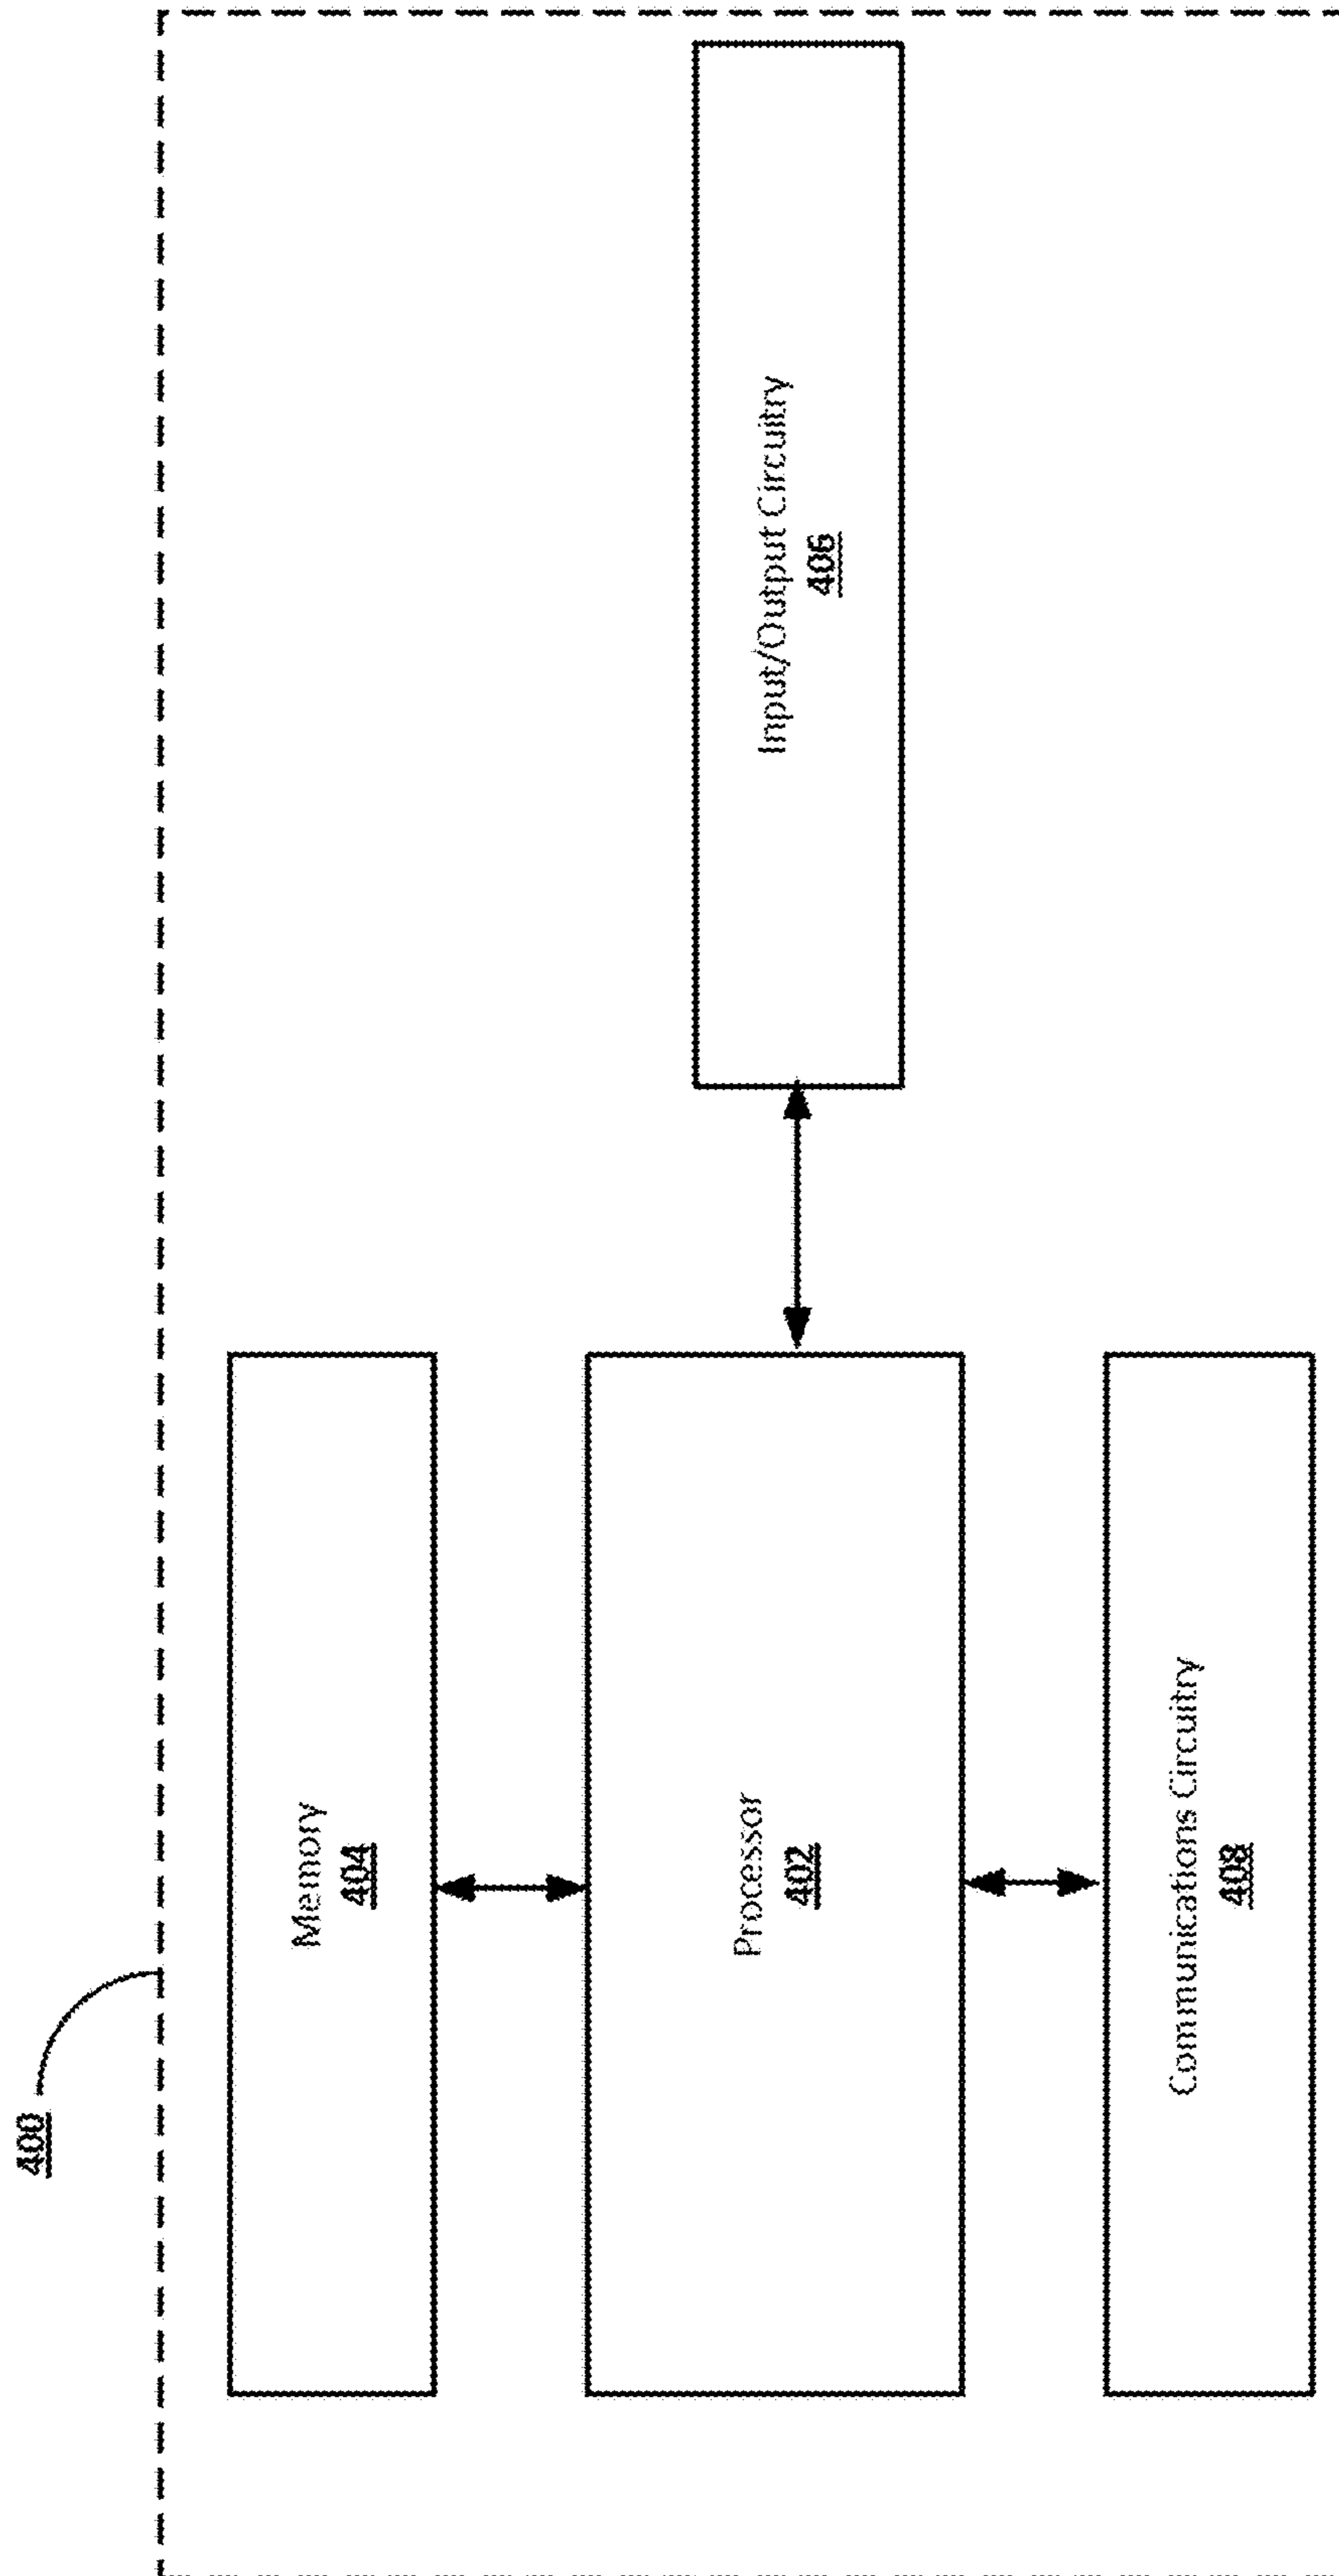 400
Memory
404
Processor
402
Input/Output Circuitry
406
Communications Circuitry
408